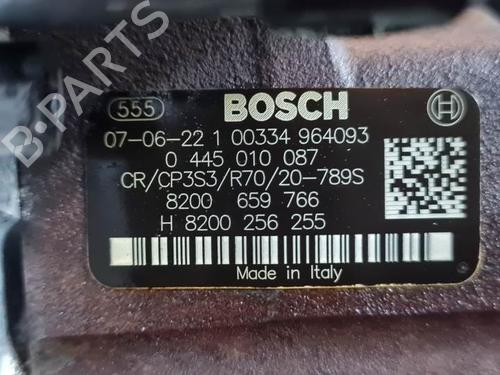 B-PARTS
555 BOSCH
07-06-22 1 00334 964093
0 445 010 087
CR/CP3S3/R70/20-789S
8200 659 766
H 8200 256 255
Made in Italy